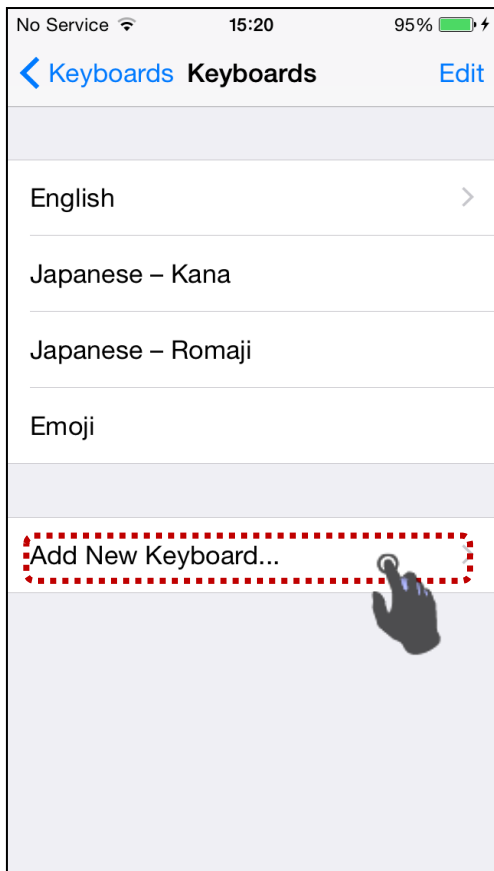 No Service 15:20 95%
Keyboards Keyboards Edit
English
Japanese – Kana
Japanese – Romaji
Emoji
Add New Keyboard...